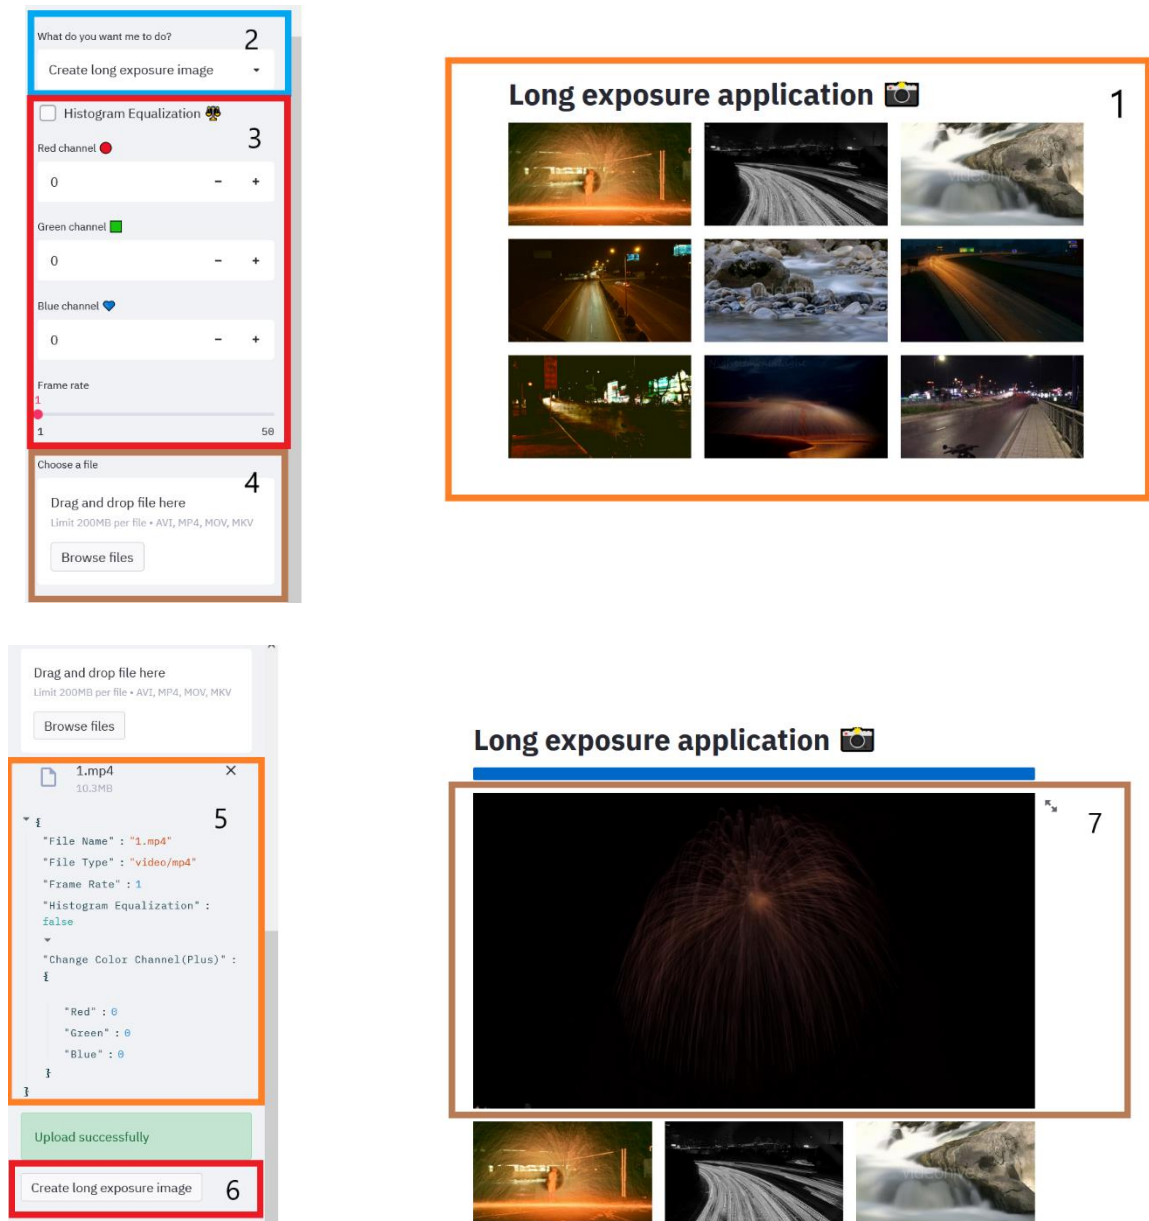 What do you want me to do?
2
Create long exposure image
Histogram Equalization
3
Red channel
0
- +
Green channel
0
- +
Blue channel
0
- +
Frame rate
1
1 50
Choose a file
4
Drag and drop file here
Limit 200MB per file • AVI, MP4, MOV, MKV
Browse files
Long exposure application
1
videohive
Drag and drop file here
Limit 200MB per file • AVI, MP4, MOV, MKV
Browse files
1.mp4
10.3MB
5
{
"File Name" : "1.mp4"
"File Type" : "video/mp4"
"Frame Rate" : 1
"Histogram Equalization" :
false
"Change Color Channel(Plus)" :
{
"Red" : 0
"Green" : 0
"Blue" : 0
}
}
Upload successfully
Create long exposure image
6
Long exposure application
7
videohive